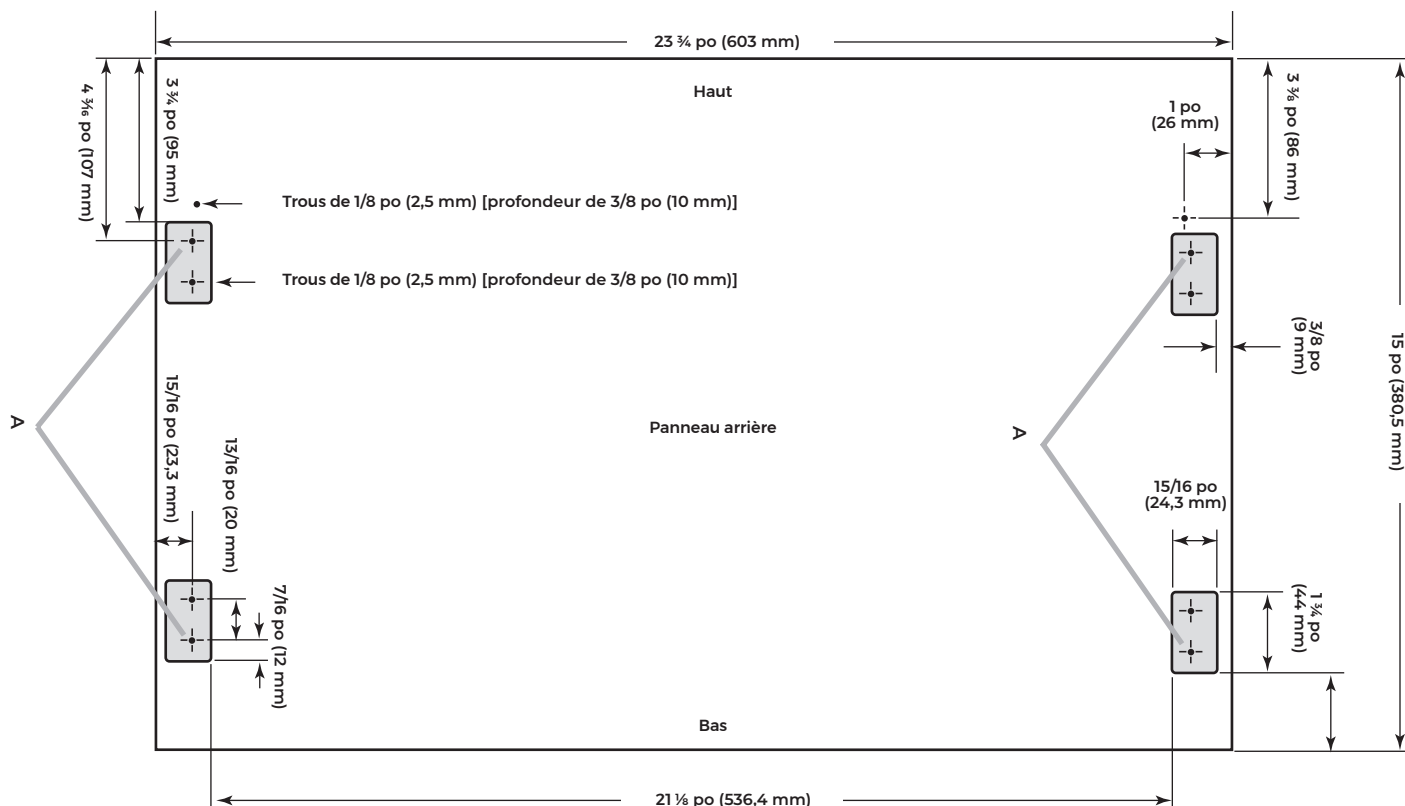 23 ¾ po (603 mm)
Haut
4 3⁄16 po (107 mm)
3 ¾ po (95 mm)
1 po
(26 mm)
3 ⅜ po (86 mm)
Trous de 1/8 po (2,5 mm) [profondeur de 3/8 po (10 mm)]
Trous de 1/8 po (2,5 mm) [profondeur de 3/8 po (10 mm)]
3/8 po
(9 mm)
15 po (380,5 mm)
A
Panneau arrière
A
15/16 po (23,3 mm)
13/16 po (20 mm)
15/16 po
(24,3 mm)
7/16 po (12 mm)
1 ¾ po
(44 mm)
Bas
21 ⅛ po (536,4 mm)